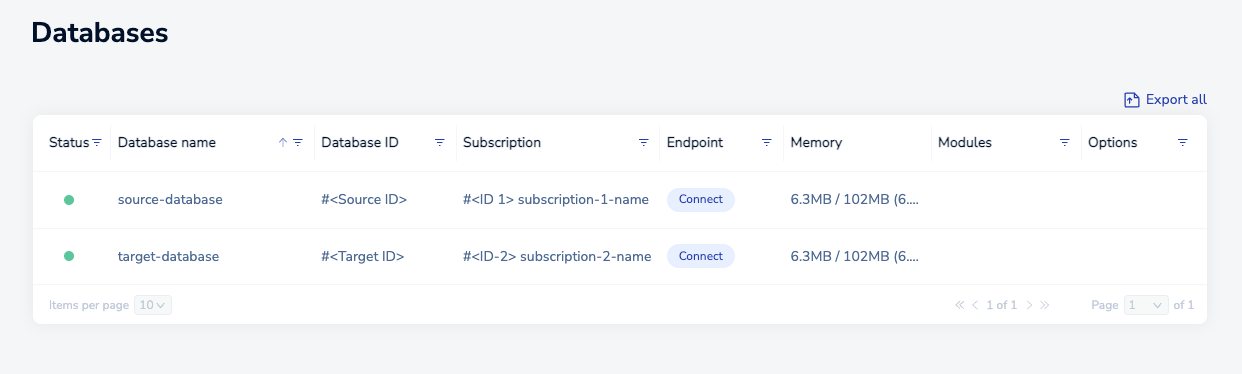 Databases
Export all
Status Database name Database ID Subscription Endpoint Memory Modules Options
source-database #<Source ID> #<ID 1> subscription-1-name Connect 6.3MB / 102MB (6....
target-database #<Target ID> #<ID-2> subscription-2-name Connect 6.3MB / 102MB (6....
Items per page 10 1 of 1 Page 1 of 1